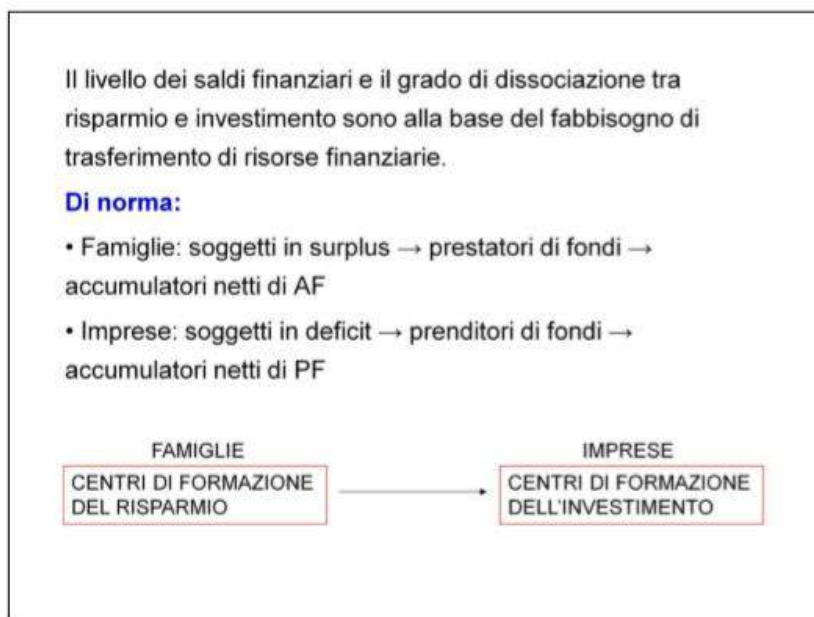 Il livello dei saldi finanziari e il grado di dissociazione tra
risparmio e investimento sono alla base del fabbisogno di
trasferimento di risorse finanziarie.
Di norma:
• Famiglie: soggetti in surplus → prestatori di fondi →
accumulatori netti di AF
• Imprese: soggetti in deficit → prenditori di fondi →
accumulatori netti di PF
FAMIGLIE
CENTRI DI FORMAZIONE
DEL RISPARMIO
IMPRESE
CENTRI DI FORMAZIONE
DELL'INVESTIMENTO